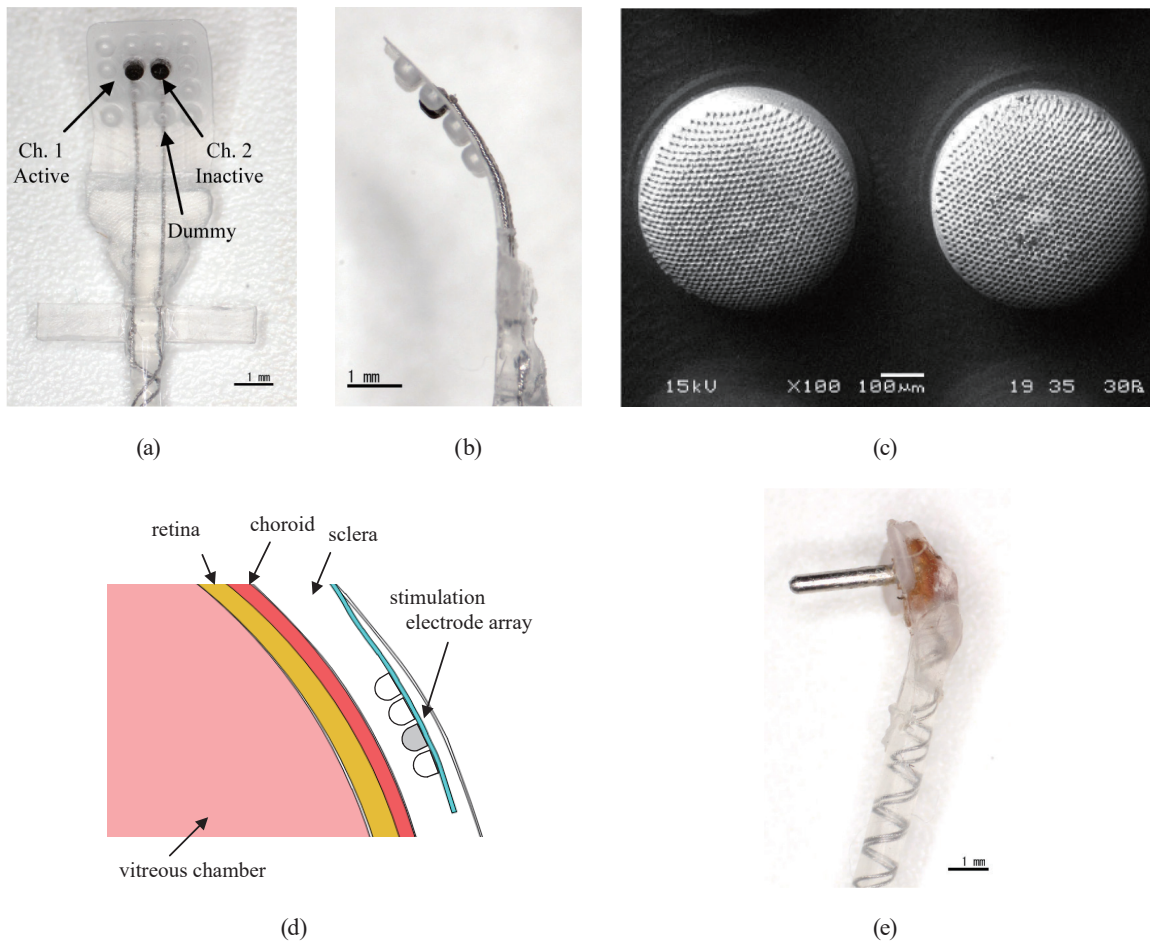 Ch. 1
Active
Ch. 2
Inactive
Dummy
1 mm
(a)
1 mm
(b)
15kV X100 100μm 19 35 30
(c)
retina
choroid
sclera
stimulation
electrode array
vitreous chamber
(d)
1 mm
(e)